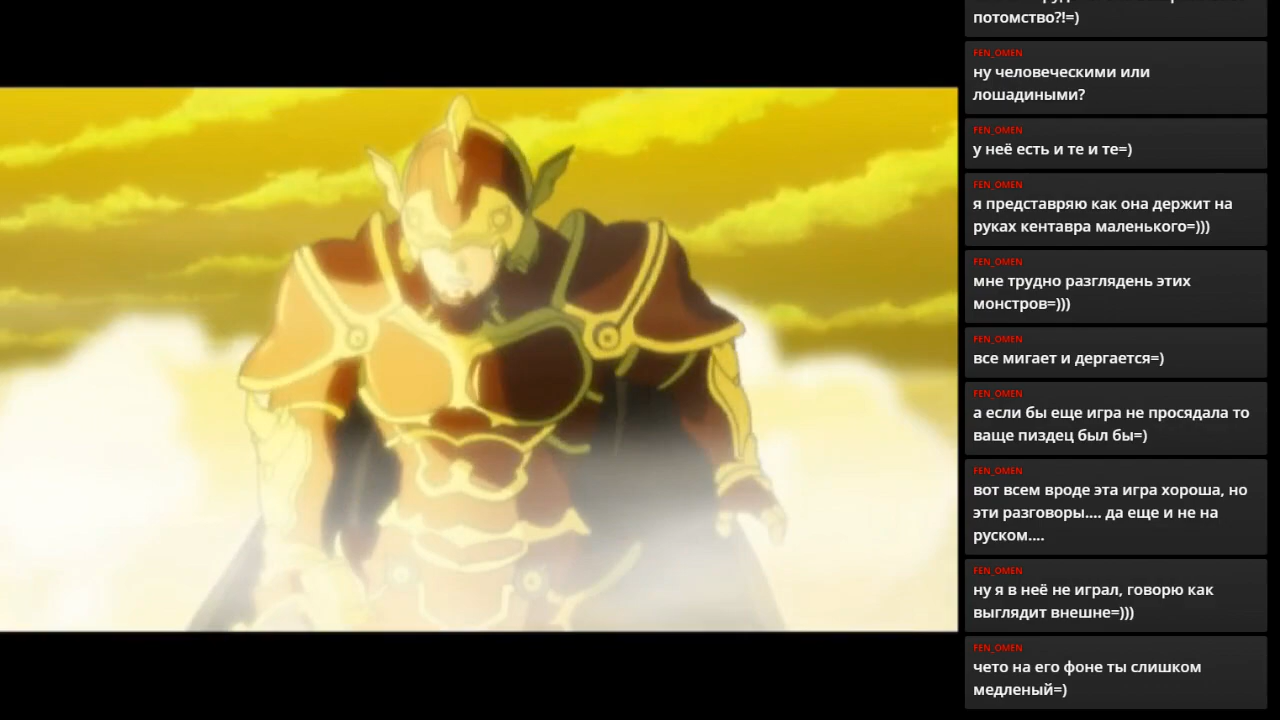 потомство?!=)
FEN_OMEN
ну человеческими или
лошадиными?
FEN_OMEN
у неё есть и те и те=)
FEN_OMEN
я представряю как она держит на
руках кентавра маленького=)))
FEN_OMEN
мне трудно разглядень этих
монстров=)))
FEN_OMEN
все мигает и дергается=)
FEN_OMEN
а если бы еще игра не просядала то
ваще пиздец был бы=)
FEN_OMEN
вот всем вроде эта игра хороша, но
эти разговоры.... да еще и не на
руском....
FEN_OMEN
ну я в неё не играл, говорю как
выглядит внешне=)))
FEN_OMEN
чето на его фоне ты слишком
медленый=)